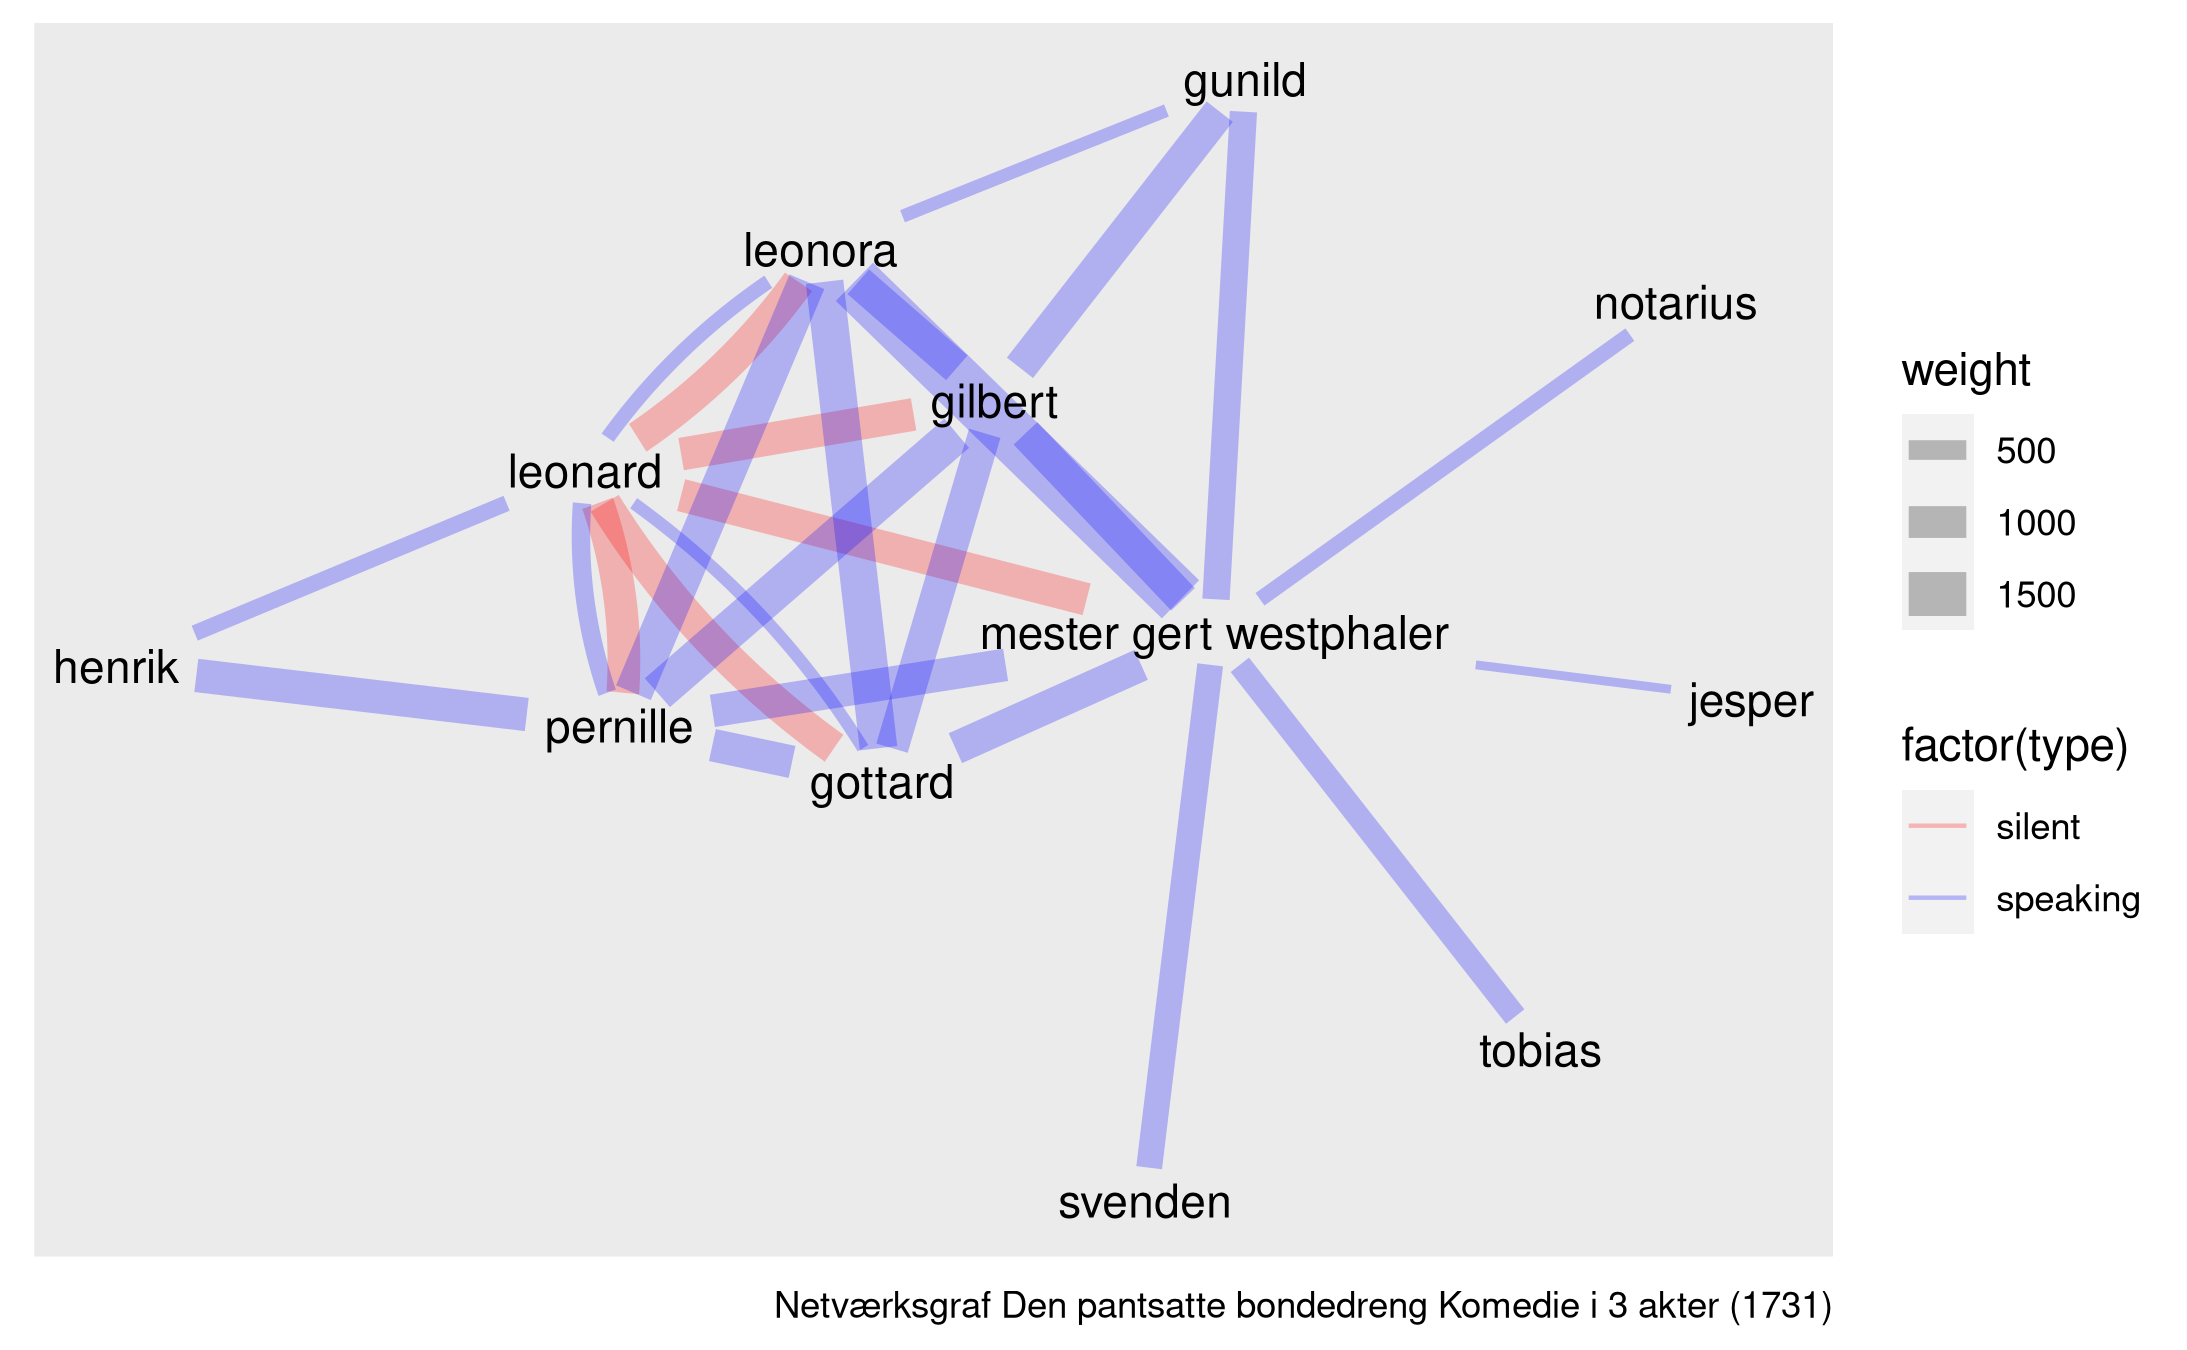 gunild
leonora
notarius
gilbert
leonard
mester gert westphaler
henrik
jesper
pernille
gottard
tobias
svenden
weight
500
1000
1500
factor(type)
silent
speaking
Netværksgraf Den pantsatte bondedreng Komedie i 3 akter (1731)